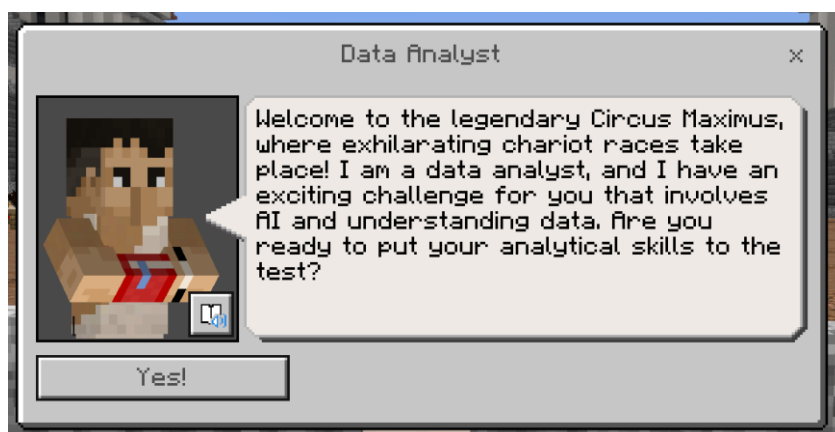 Data Analyst
x
Welcome to the legendary Circus Maximus,
where exhilarating chariot races take
place! I am a data analyst, and I have an
exciting challenge for you that involves
AI and understanding data. Are you
ready to put your analytical skills to the
test?
Yes!